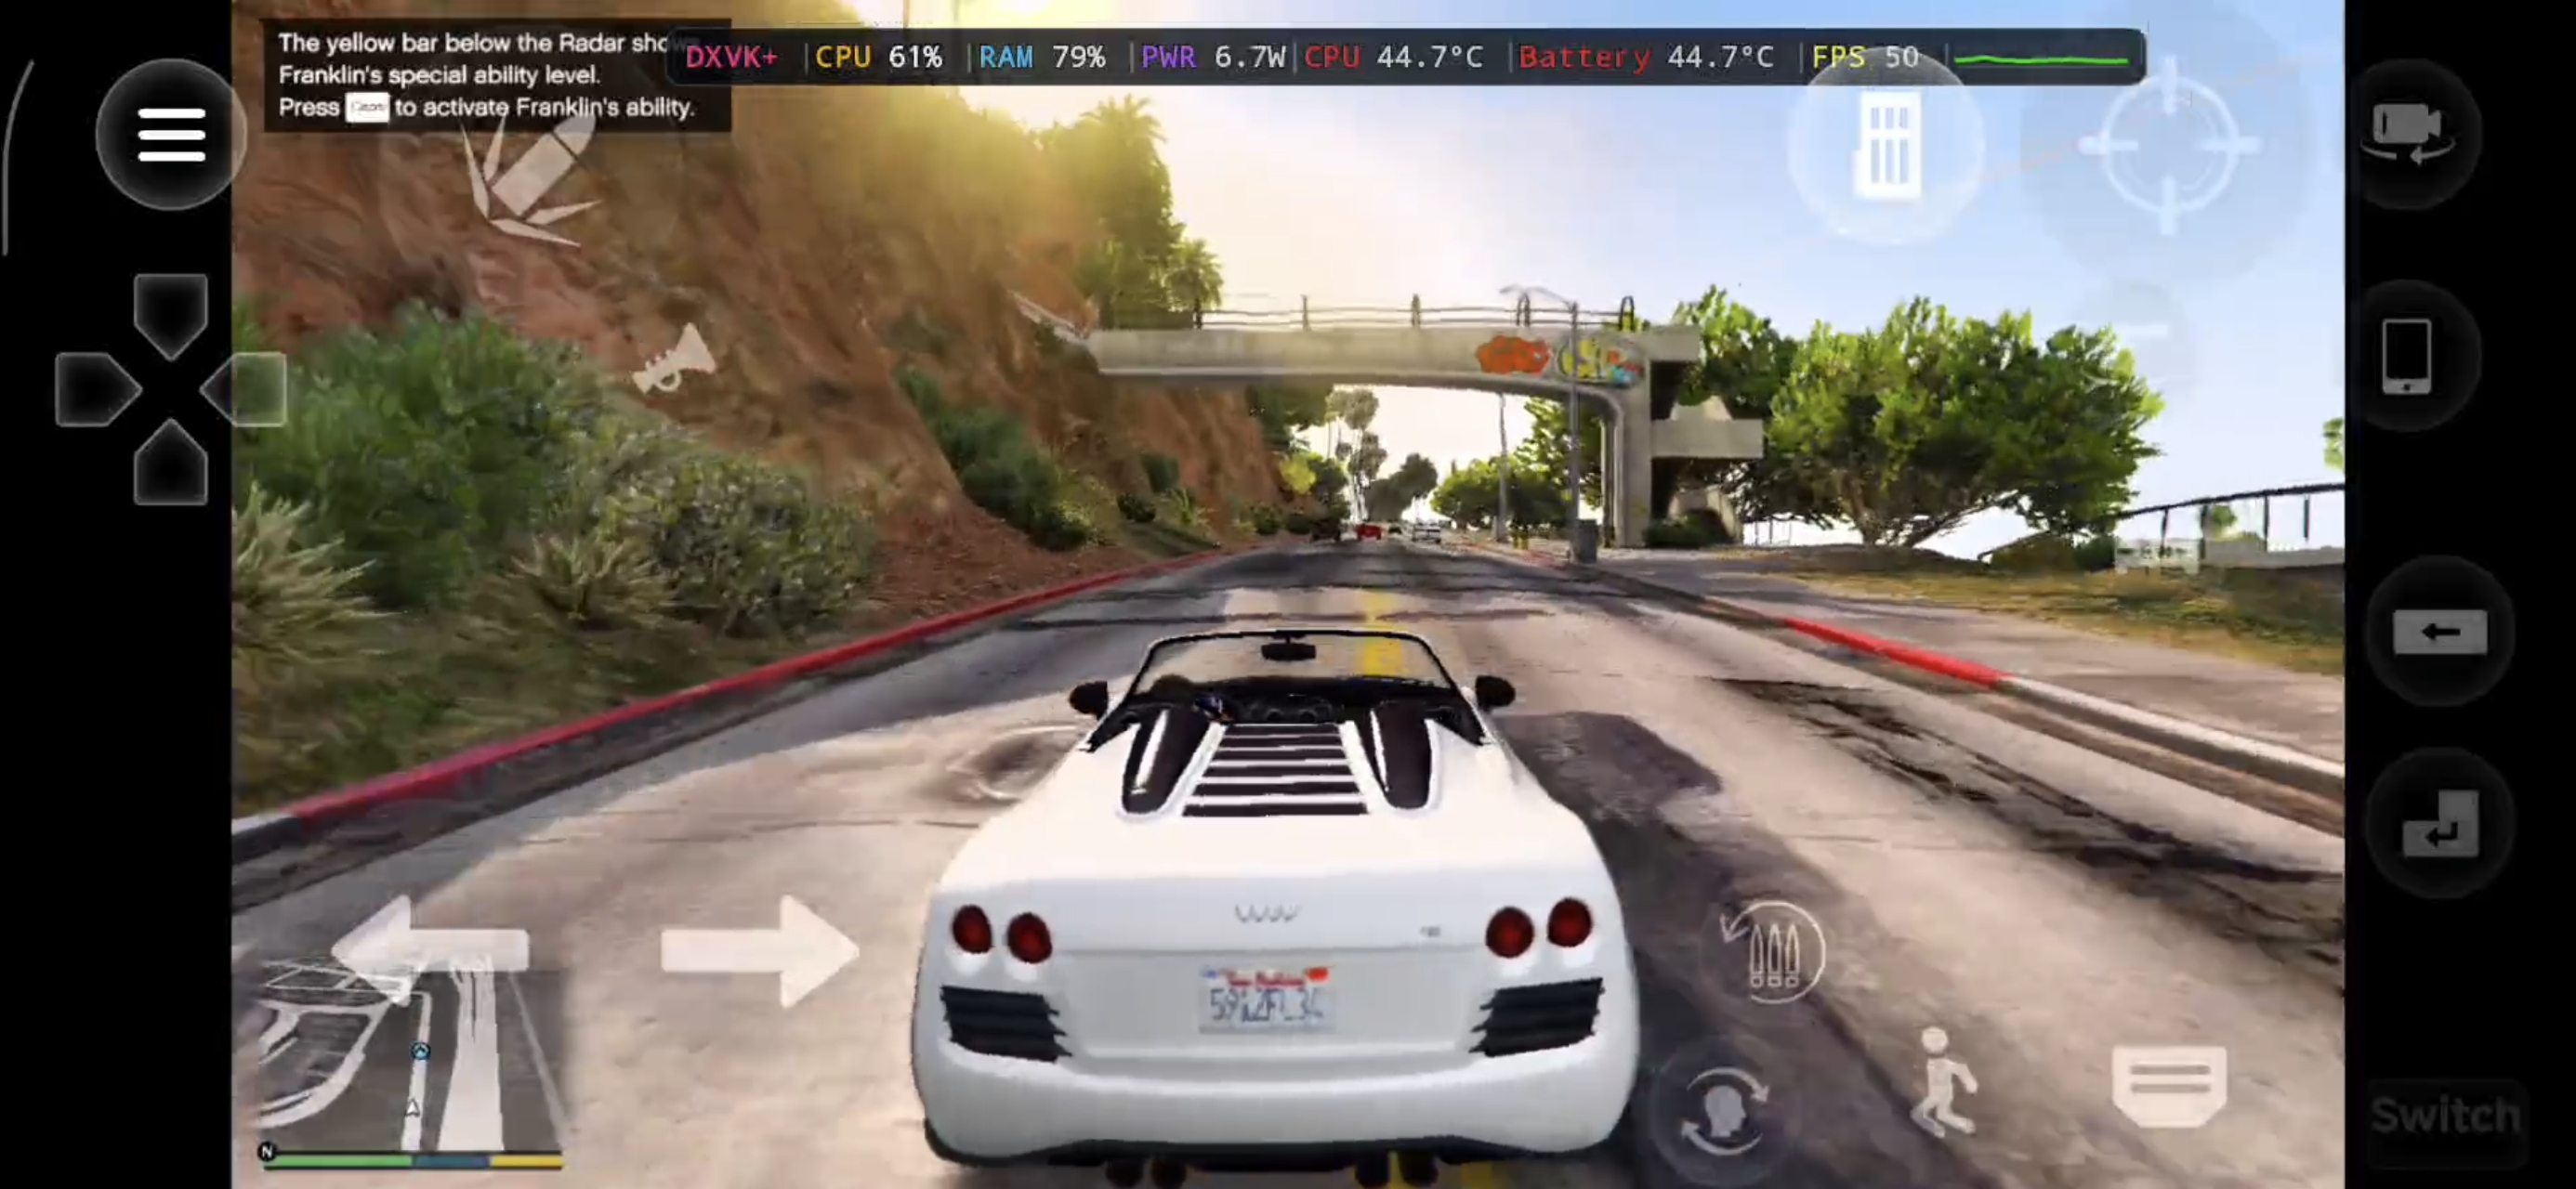 The yellow bar below the Radar
Franklin's special ability level.
Press to activate Franklin's ability.
DXVK+ |CPU 61% |RAM 79% |PWR 6.7W|CPU 44.7°C |Battery 44.7°C |FPS 50
N
Switch